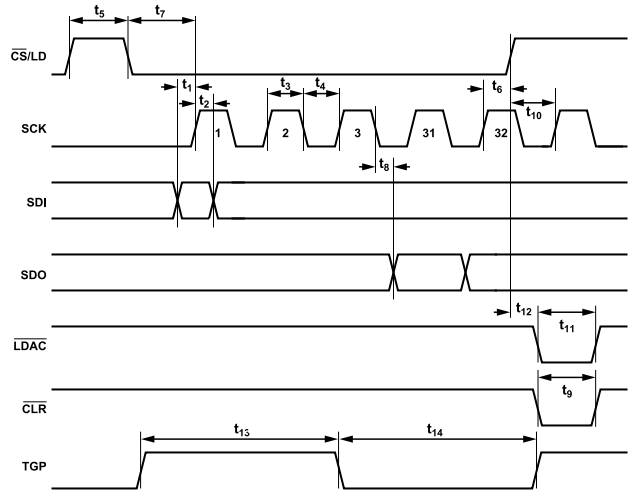 t5 t7
CS/LD
t1 t3 t4 t6
t2 t10
SCK 1 2 3 31 32
t8
SDI
SDO
t12 t11
LDAC
t9
CLR
t13 t14
TGP